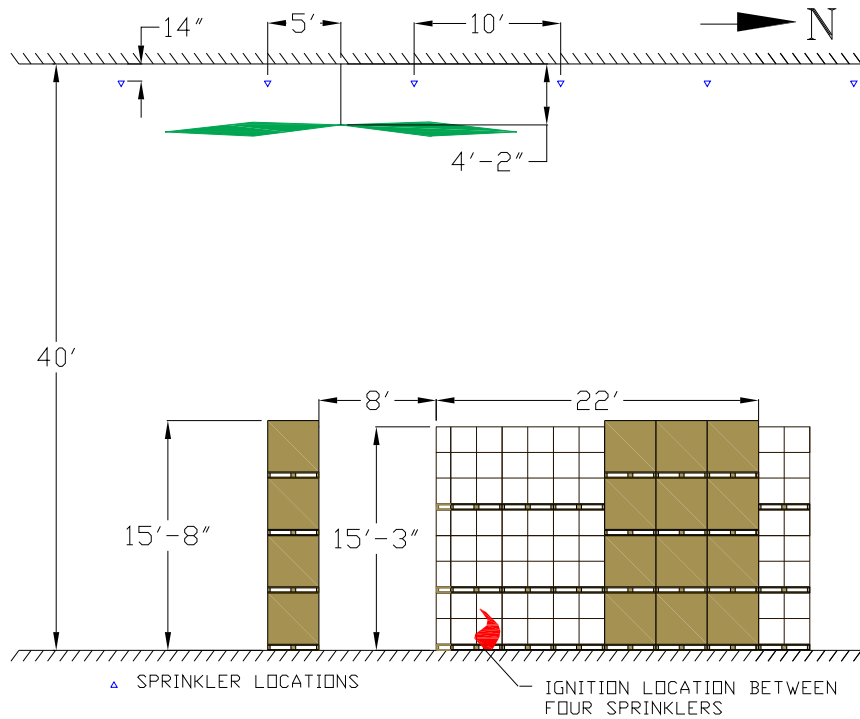 14"
5'
10'
N
4'-2"
40'
8'
22'
15'-8"
15'-3"
SPRINKLER LOCATIONS
IGNITION LOCATION BETWEEN
FOUR SPRINKLERS